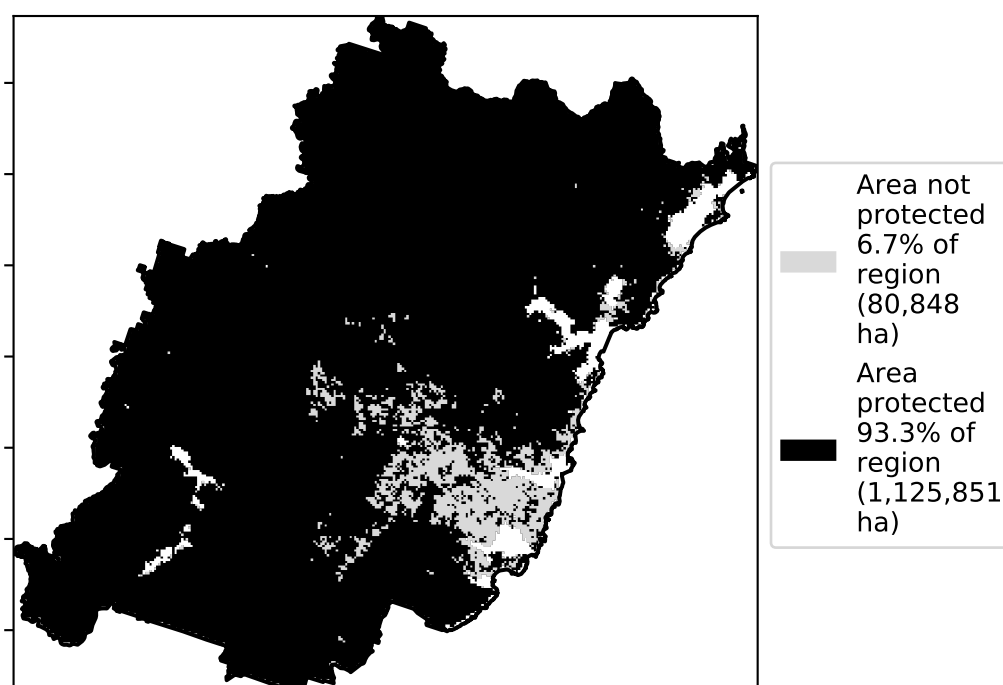 Area not
protected
6.7% of
region
(80,848
ha)
Area
protected
93.3% of
region
(1,125,851
ha)